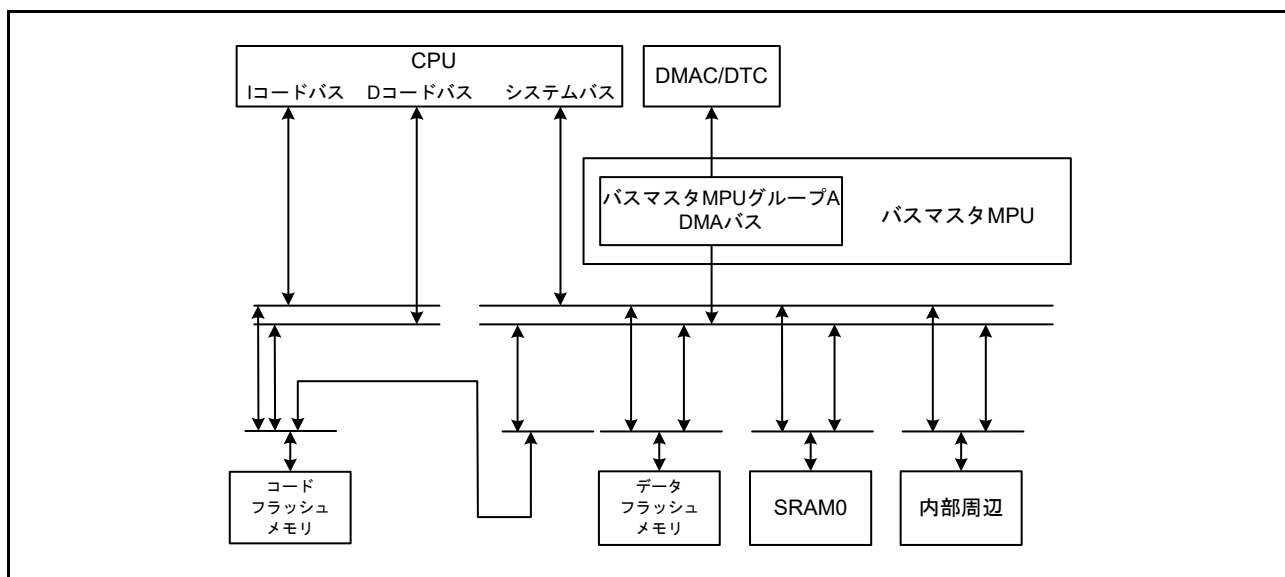 CPU
Iコードバス
Dコードバス
システムバス
DMAC/DTC
バスマスタMPUグループA
DMAバス
バスマスタMPU
コード
フラッシュ
メモリ
データ
フラッシュ
メモリ
SRAM0
内部周辺